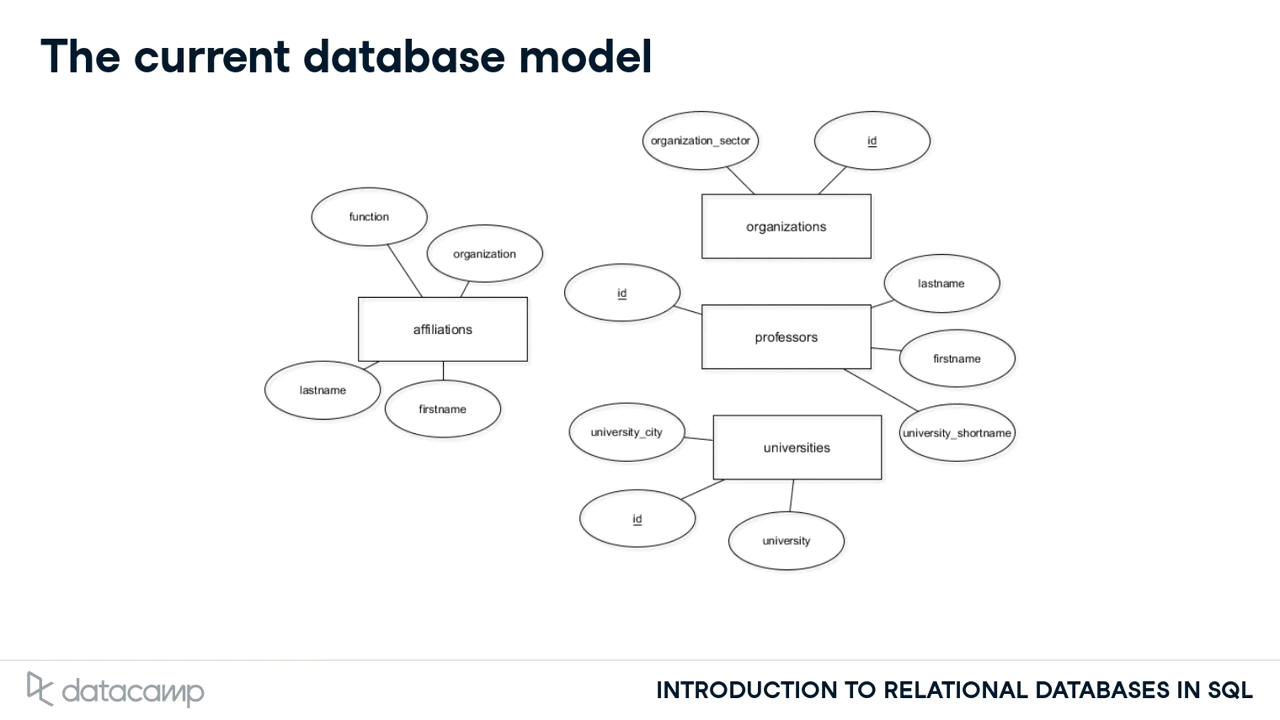 The current database model
organization_sector
id
organizations
function
organization
affiliations
lastname
firstname
id
lastname
professors
firstname
university_shortname
university_city
universities
id
university
datacamp
INTRODUCTION TO RELATIONAL DATABASES IN SQL